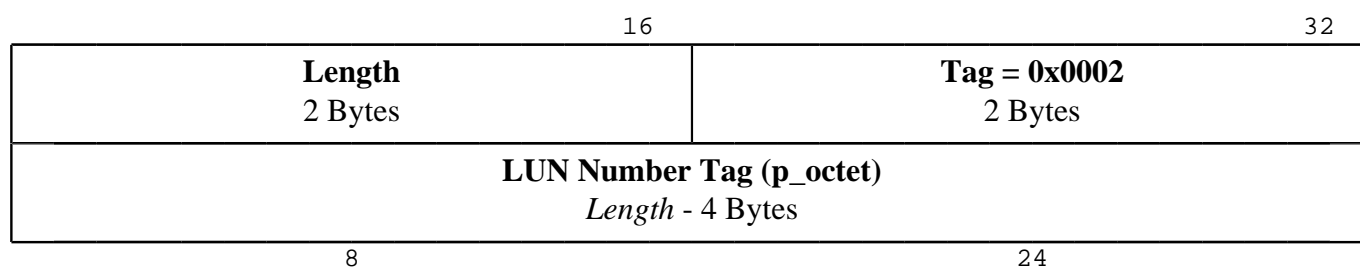 16 32
Length Tag = 0x0002
2 Bytes 2 Bytes
LUN Number Tag (p_octet)
Length - 4 Bytes
8 24